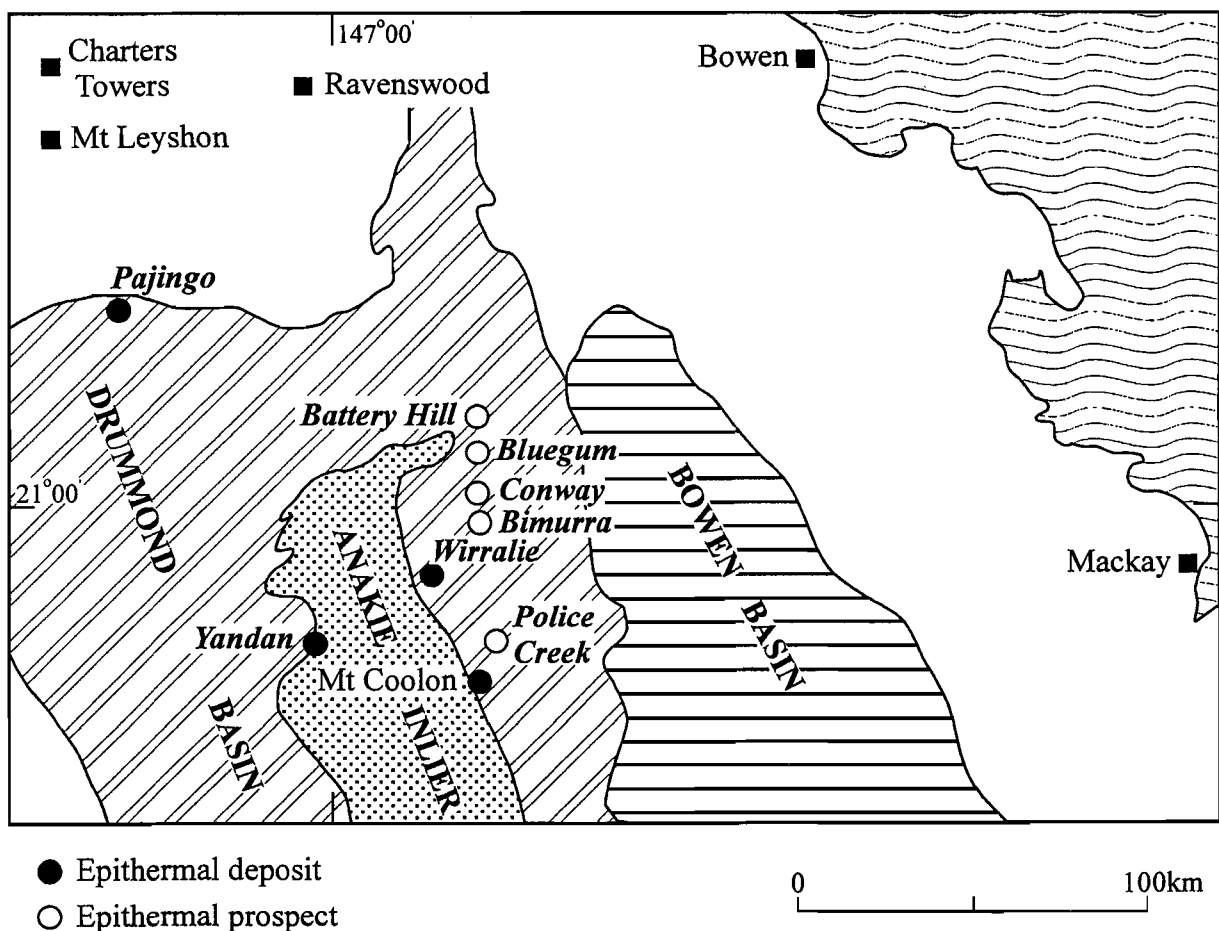 147°00'
Charters
Towers
Ravenswood
Bowen
Mt Leyshon
Pajingo
DRUMMOND
BASIN
Battery Hill
Bluegum
21°00'
Conway
Bimurra
Wirralie
ANAKIE
INLIER
BOWEN
BASIN
Mackay
Police
Creek
Yandan
Mt Coolon
Epithermal deposit
Epithermal prospect
0 100km